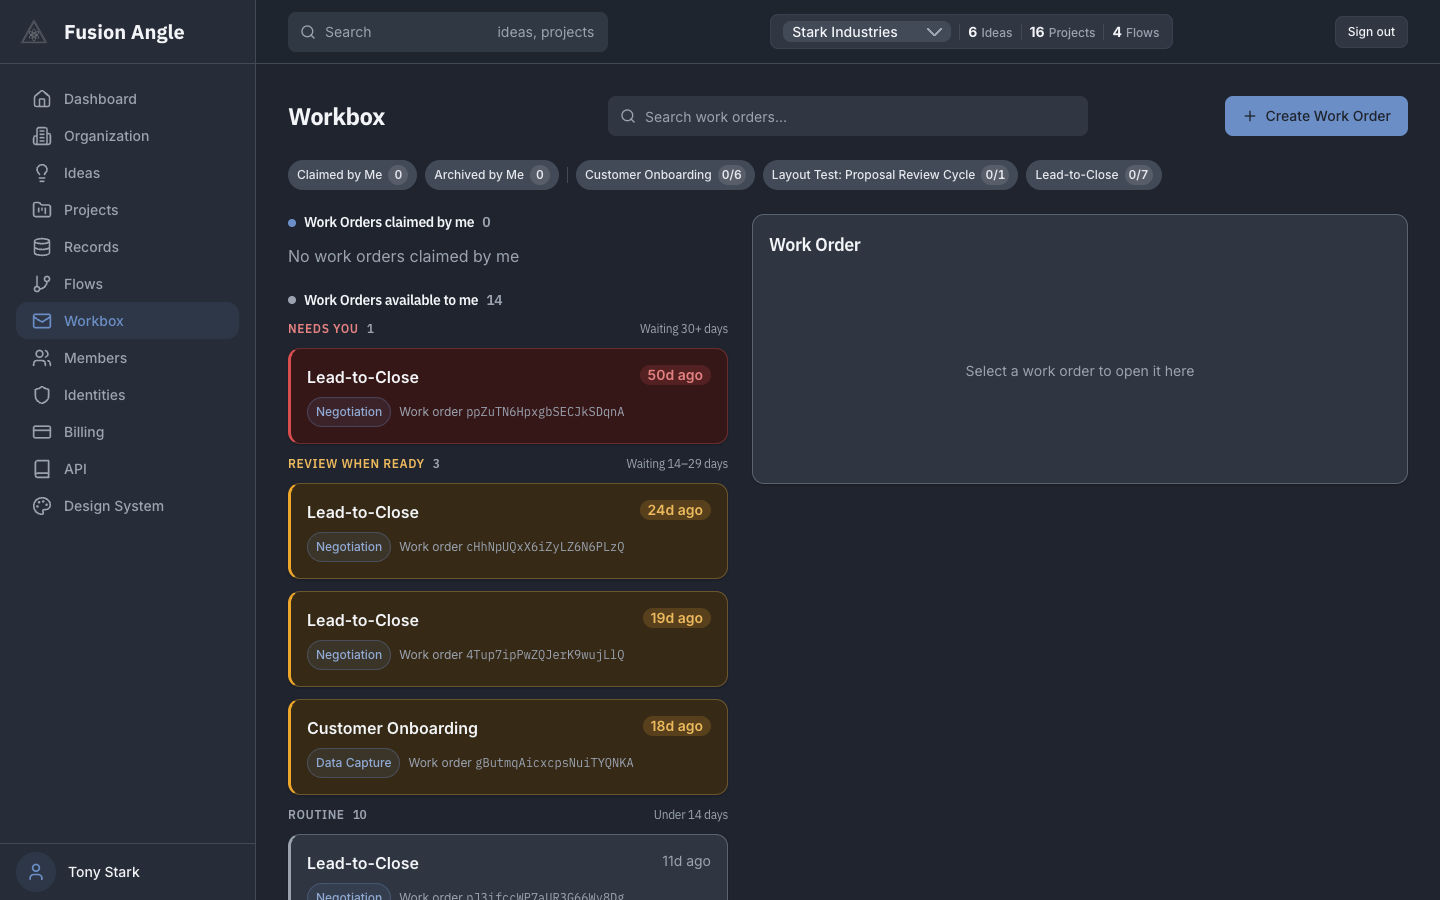 Fusion Angle
Search ideas, projects
Stark Industries 6 Ideas 16 Projects 4 Flows
Sign out
Dashboard
Organization
Ideas
Projects
Records
Flows
Workbox
Members
Identities
Billing
API
Design System
Tony Stark
Workbox
Search work orders...
Create Work Order
Claimed by Me 0
Archived by Me 0
Customer Onboarding 0/6
Layout Test: Proposal Review Cycle 0/1
Lead-to-Close 0/7
Work Orders claimed by me 0
No work orders claimed by me
Work Orders available to me 14
NEEDS YOU 1 Waiting 30+ days
Lead-to-Close 50d ago
Negotiation Work order ppZuTN6HpxgbSECJkSDqnA
REVIEW WHEN READY 3 Waiting 14–29 days
Lead-to-Close 24d ago
Negotiation Work order cHhNpUQxX6iZyLZ6N6PLzQ
Lead-to-Close 19d ago
Negotiation Work order 4Tup7ipPwZQJerK9wujLlQ
Customer Onboarding 18d ago
Data Capture Work order gButmqAicxcpsNuiTYQNKA
ROUTINE 10 Under 14 days
Lead-to-Close 11d ago
Negotiation Work order
Work Order
Select a work order to open it here